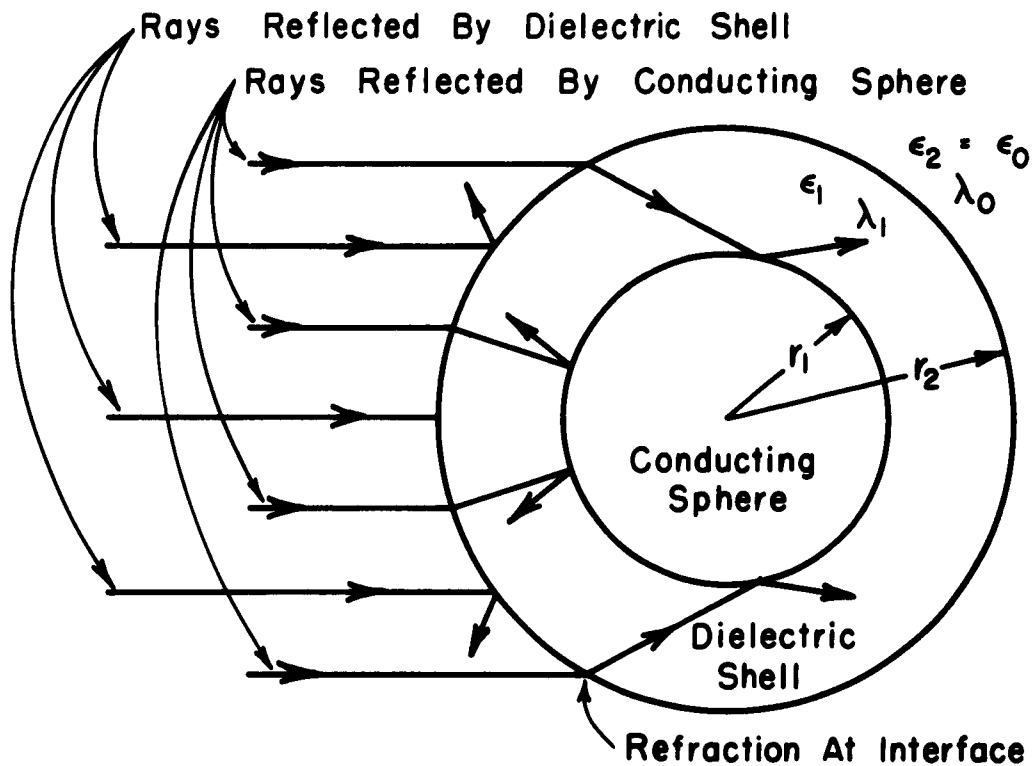 Rays Reflected By Dielectric Shell
Rays Reflected By Conducting Sphere
ϵ₂ = ϵ₀
λ₀
ϵ₁
λ₁
r₁
r₂
Conducting
Sphere
Dielectric
Shell
Refraction At Interface